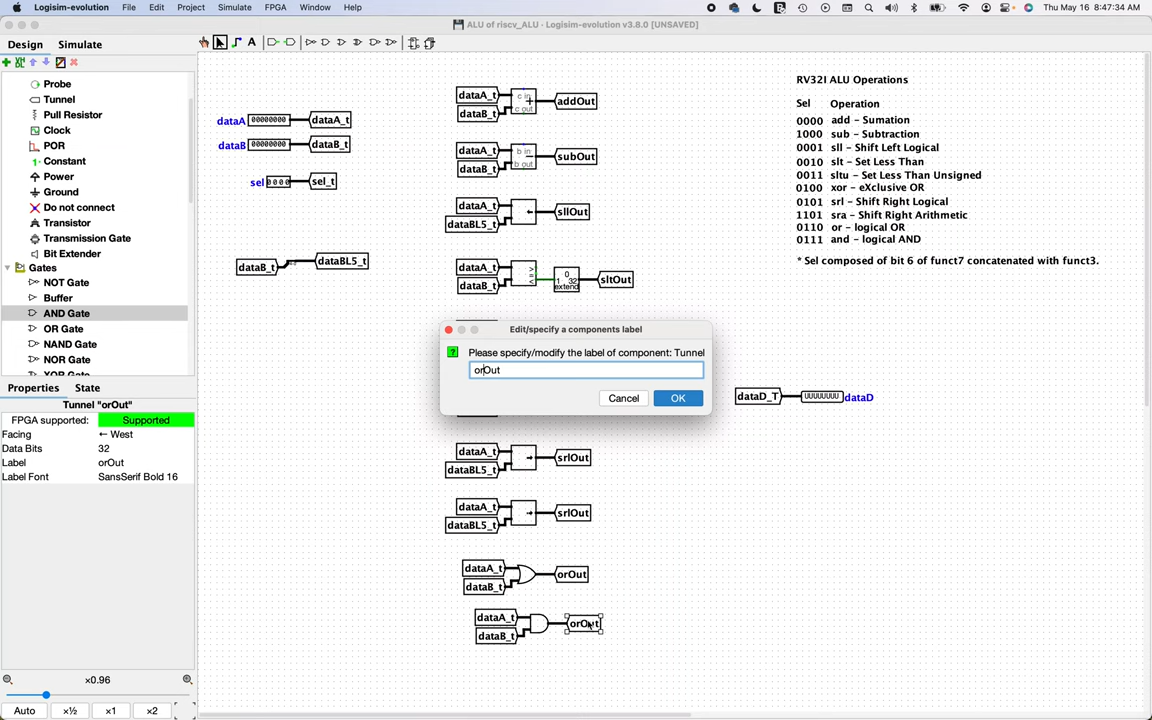 Logisim-evolution File Edit Project Simulate FPGA Window Help Thu May 16 8:47:34 AM
ALU of riscv_ALU · Logisim-evolution v3.8.0 [UNSAVED]
Design Simulate
A
Probe
Tunnel
Pull Resistor
Clock
POR
Constant
Power
Ground
Do not connect
Transistor
Transmission Gate
Bit Extender
Gates
NOT Gate
Buffer
AND Gate
OR Gate
NAND Gate
NOR Gate
XOR Gate
Properties State
Tunnel "orOut"
FPGA supported: Supported
Facing ← West
Data Bits 32
Label orOut
Label Font SansSerif Bold 16
x0.96
Auto x½ x1 x2
dataA 00000000 dataA_t
dataB 00000000 dataB_t
sel 0000 sel_t
dataB_t dataBL5_t
dataA_t c in + c out addOut
dataB_t
dataA_t b in − b out subOut
dataB_t
dataA_t sllOut
dataBL5_t
dataA_t > = < 0 1 32 extend sltOut
dataB_t
dataA_t srlOut
dataBL5_t
dataA_t srlOut
dataBL5_t
dataA_t orOut
dataB_t
dataA_t orOut
dataB_t
Edit/specify a components label
? Please specify/modify the label of component: Tunnel
orOut
Cancel OK
dataD_T UUUUUUUU dataD
RV32I ALU Operations
Sel Operation
0000 add - Sumation
1000 sub - Subtraction
0001 sll - Shift Left Logical
0010 slt - Set Less Than
0011 sltu - Set Less Than Unsigned
0100 xor - eXclusive OR
0101 srl - Shift Right Logical
1101 sra - Shift Right Arithmetic
0110 or - logical OR
0111 and - logical AND
* Sel composed of bit 6 of funct7 concatenated with funct3.